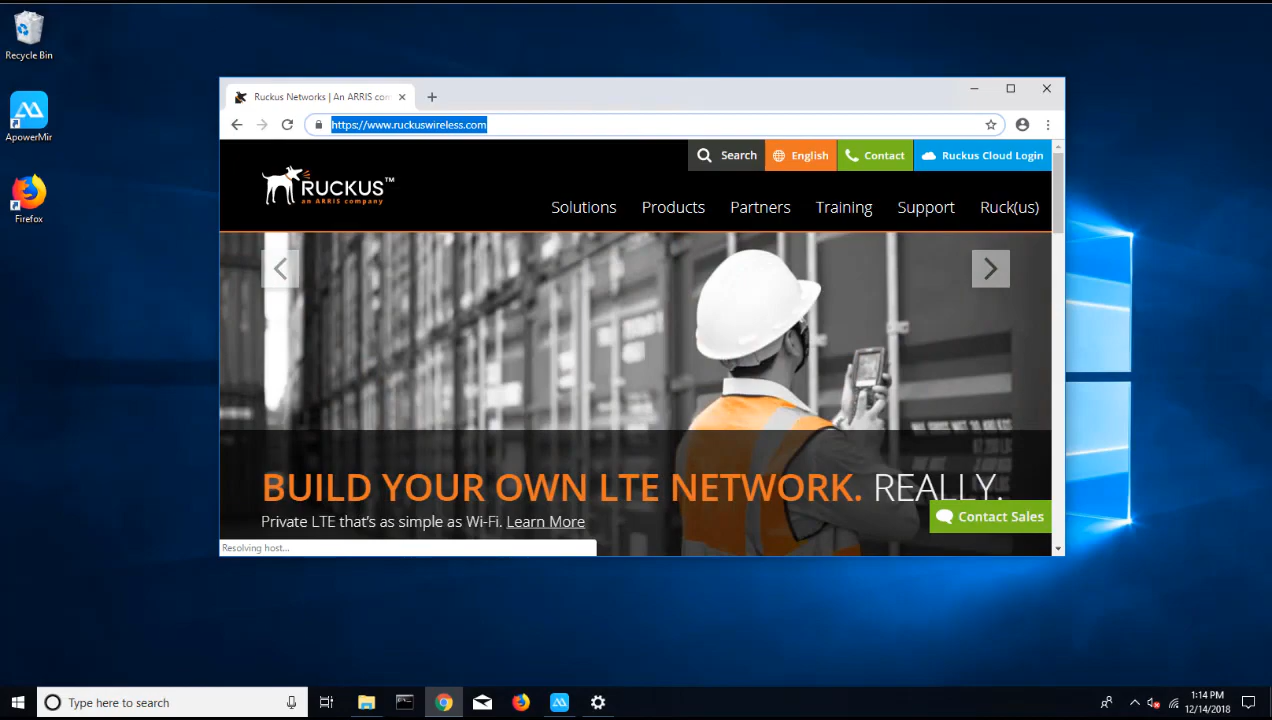 Recycle Bin
ApowerMir
Firefox
Ruckus Networks | An ARRIS com
https://www.ruckuswireless.com
Search
English
Contact
Ruckus Cloud Login
RUCKUS™
an ARRIS company
Solutions
Products
Partners
Training
Support
Ruck(us)
BUILD YOUR OWN LTE NETWORK. REALLY.
Private LTE that's as simple as Wi-Fi. Learn More
Contact Sales
Resolving host...
Type here to search
1:14 PM
12/14/2018